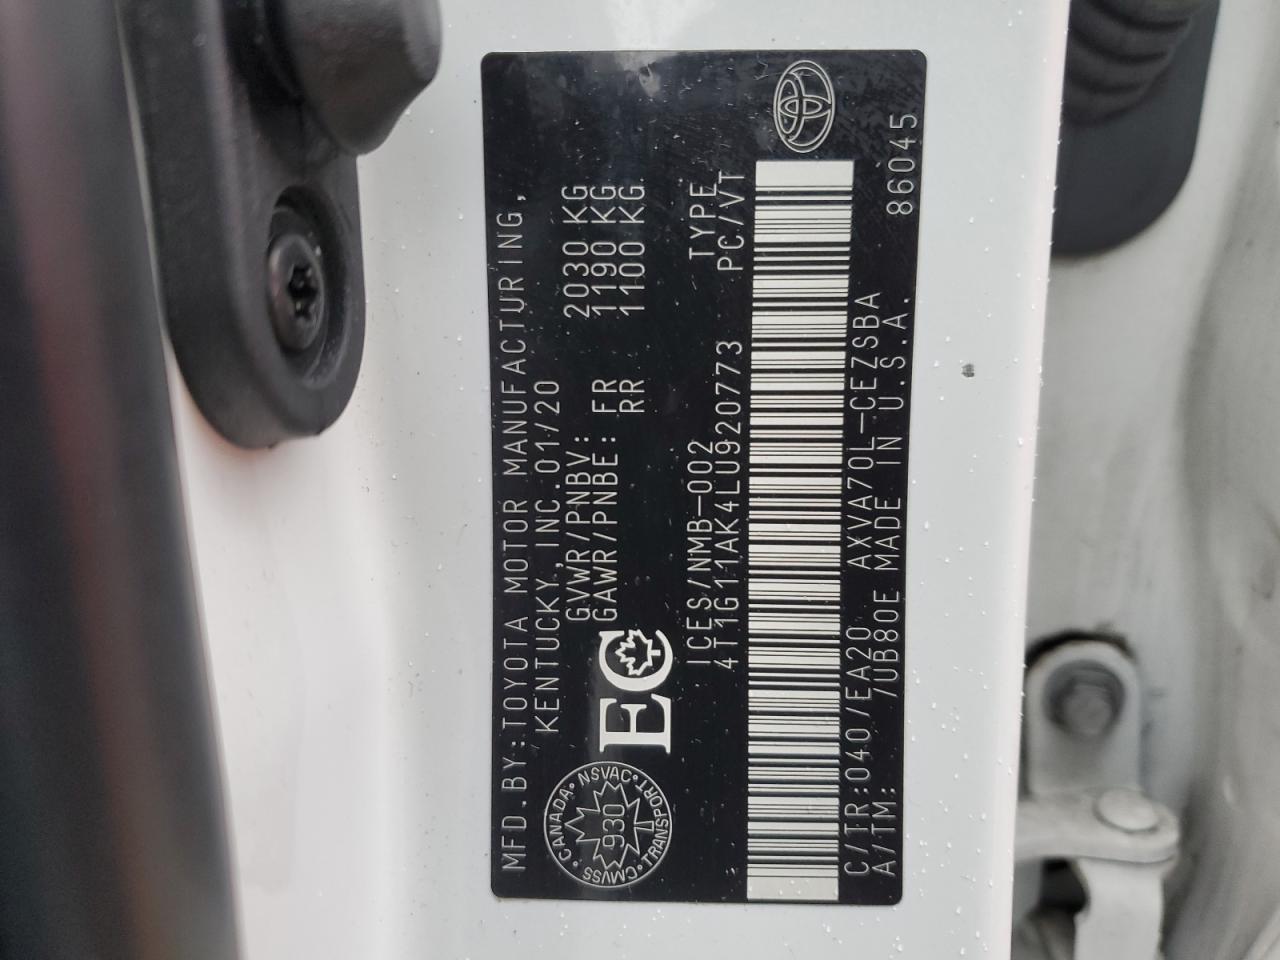 MFD.BY:TOYOTA MOTOR MANUFACTURING,
KENTUCKY,INC.01/20
GVWR/PNBV: 2030 KG
GAWR/PNBE: FR 1190 KG
RR 1100 KG
CANADA • NSVAC • TRANSPORT • CMVSS
930
EC
ICES/NMB-002 TYPE
4T1G11AK4LU920773 PC/VT
C/TR:040/EA20 AXVA70L-CEZSBA
A/TM: /UB80E MADE IN U.S.A. 86045